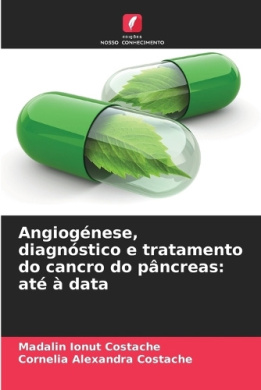 edições
NOSSO CONHECIMENTO
Angiogénese,
diagnóstico e tratamento
do cancro do pâncreas:
até à data
Madalin Ionut Costache
Cornelia Alexandra Costache